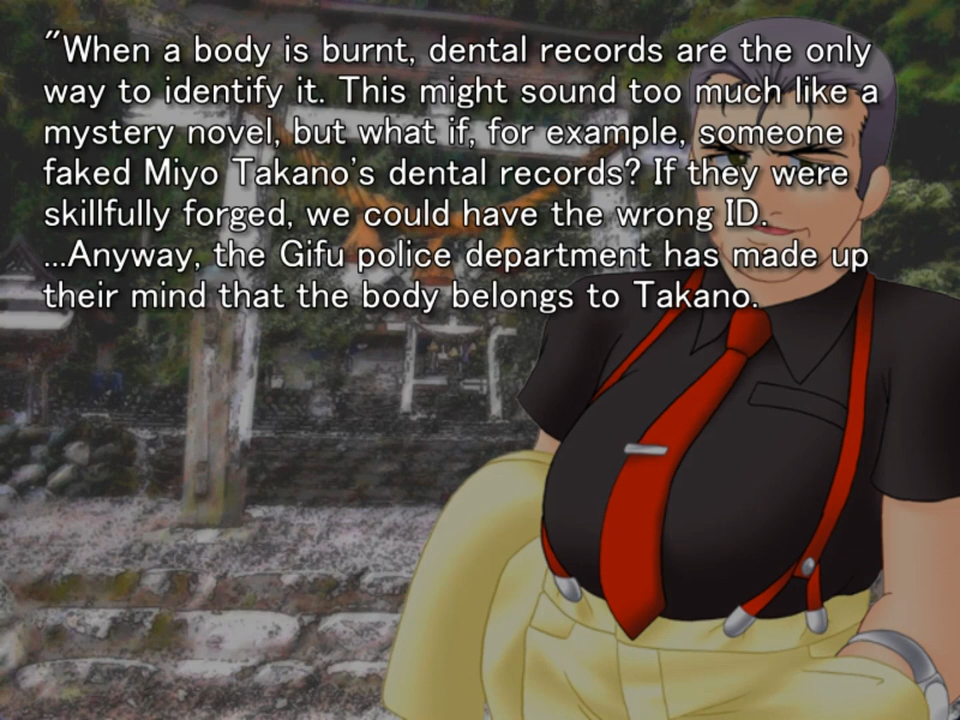 "When a body is burnt, dental records are the only
way to identify it. This might sound too much like a
mystery novel, but what if, for example, someone
faked Miyo Takano's dental records? If they were
skillfully forged, we could have the wrong ID.
...Anyway, the Gifu police department has made up
their mind that the body belongs to Takano.